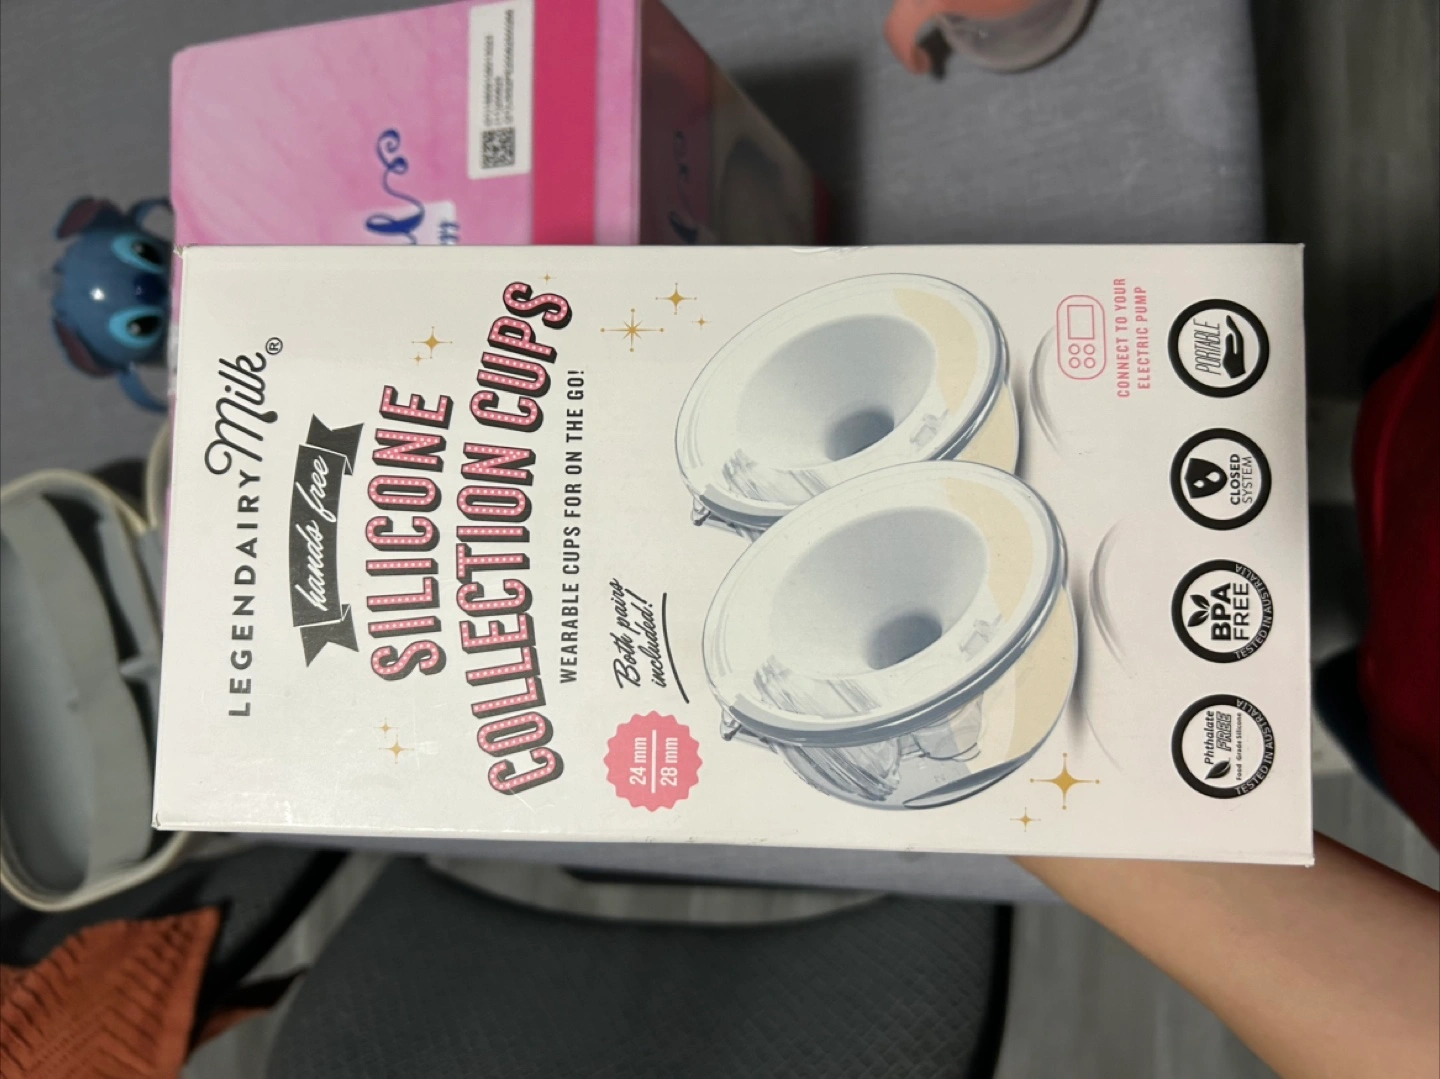 LEGENDAIRY Milk®
hands free
SILICONE
COLLECTION CUPS
WEARABLE CUPS FOR ON THE GO!
24 mm
28 mm
Both pairs
included!
CONNECT TO YOUR
ELECTRIC PUMP
Phthalate
FREE
Food Grade Silicone
TESTED IN AUSTRALIA
BPA
FREE
TESTED IN AUSTRALIA
CLOSED
SYSTEM
PORTABLE